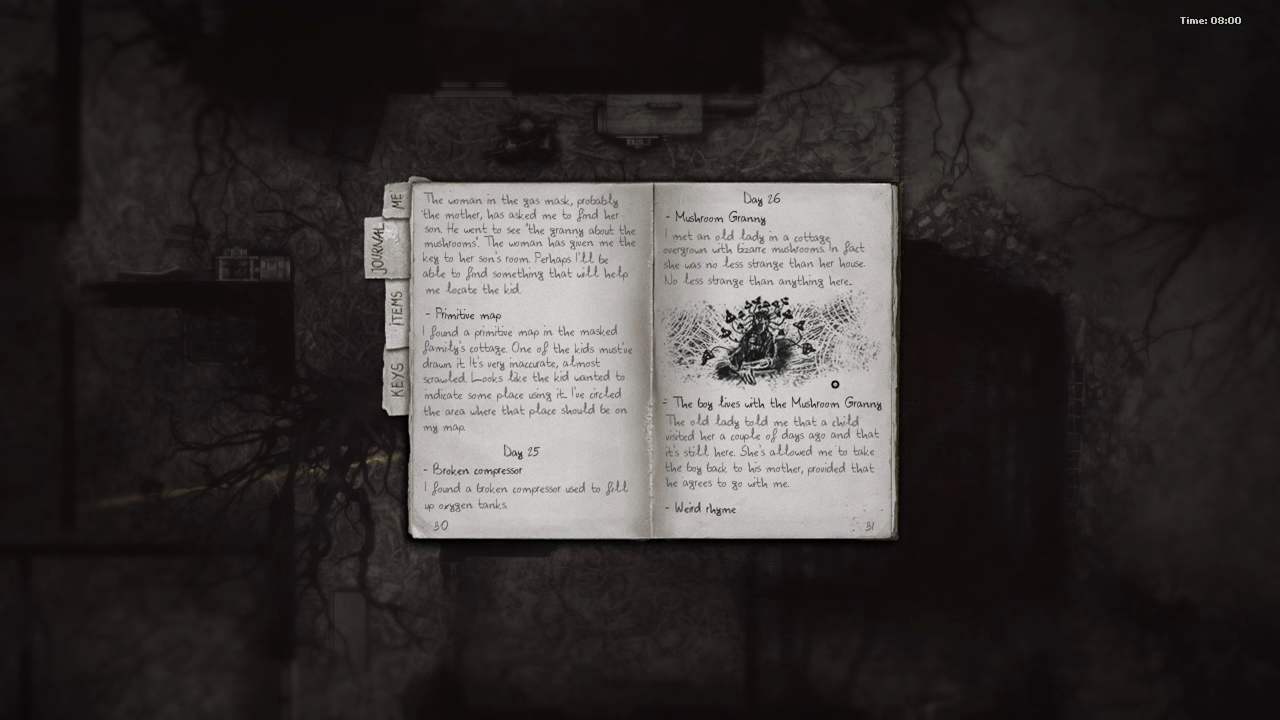 Time: 08:00
ME
JOURNAL
ITEMS
KEYS
The woman in the gas mask, probably
the mother, has asked me to find her
son. He went to see "the granny about the
mushrooms". The woman has given me the
key to her son's room. Perhaps I'll be
able to find something that will help
me locate the kid.
- Primitive map
I found a primitive map in the masked
family's cottage. One of the kids must've
drawn it. It's very inaccurate, almost
scrawled. Looks like the kid wanted to
indicate some place using it. I've circled
the area where that place should be on
my map.
Day 25
- Broken compressor
I found a broken compressor used to fill
up oxygen tanks.
30
Day 26
- Mushroom Granny
I met an old lady in a cottage
overgrown with bizarre mushrooms. In fact
she was no less strange than her house.
No less strange than anything here...
- The boy lives with the Mushroom Granny
The old lady told me that a child
visited her a couple of days ago and that
it's still here. She's allowed me to take
the boy back to his mother, provided that
he agrees to go with me.
- Weird rhyme
31